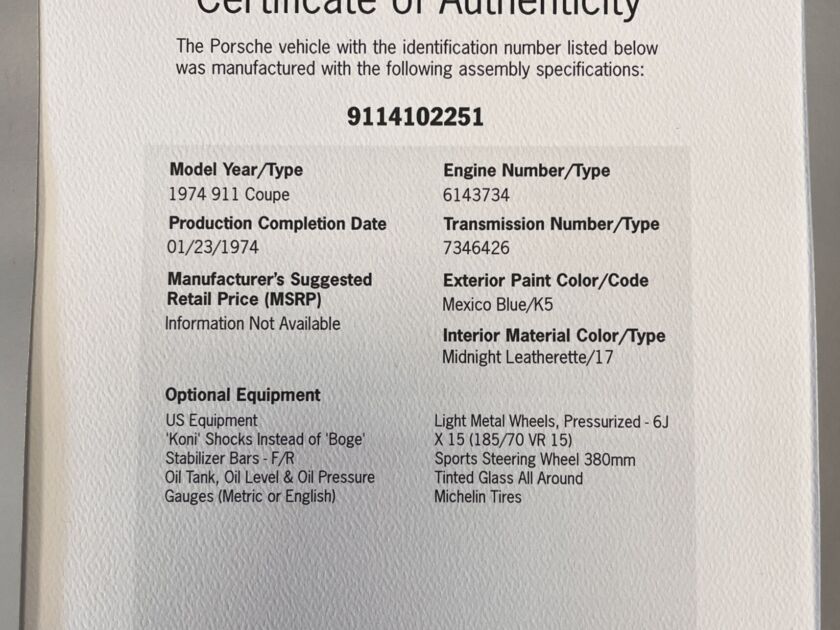 Certificate of Authenticity
The Porsche vehicle with the identification number listed below
was manufactured with the following assembly specifications:
9114102251
Model Year/Type
1974 911 Coupe
Production Completion Date
01/23/1974
Manufacturer's Suggested
Retail Price (MSRP)
Information Not Available
Engine Number/Type
6143734
Transmission Number/Type
7346426
Exterior Paint Color/Code
Mexico Blue/K5
Interior Material Color/Type
Midnight Leatherette/17
Optional Equipment
US Equipment
'Koni' Shocks Instead of 'Boge'
Stabilizer Bars - F/R
Oil Tank, Oil Level & Oil Pressure
Gauges (Metric or English)
Light Metal Wheels, Pressurized - 6J
X 15 (185/70 VR 15)
Sports Steering Wheel 380mm
Tinted Glass All Around
Michelin Tires